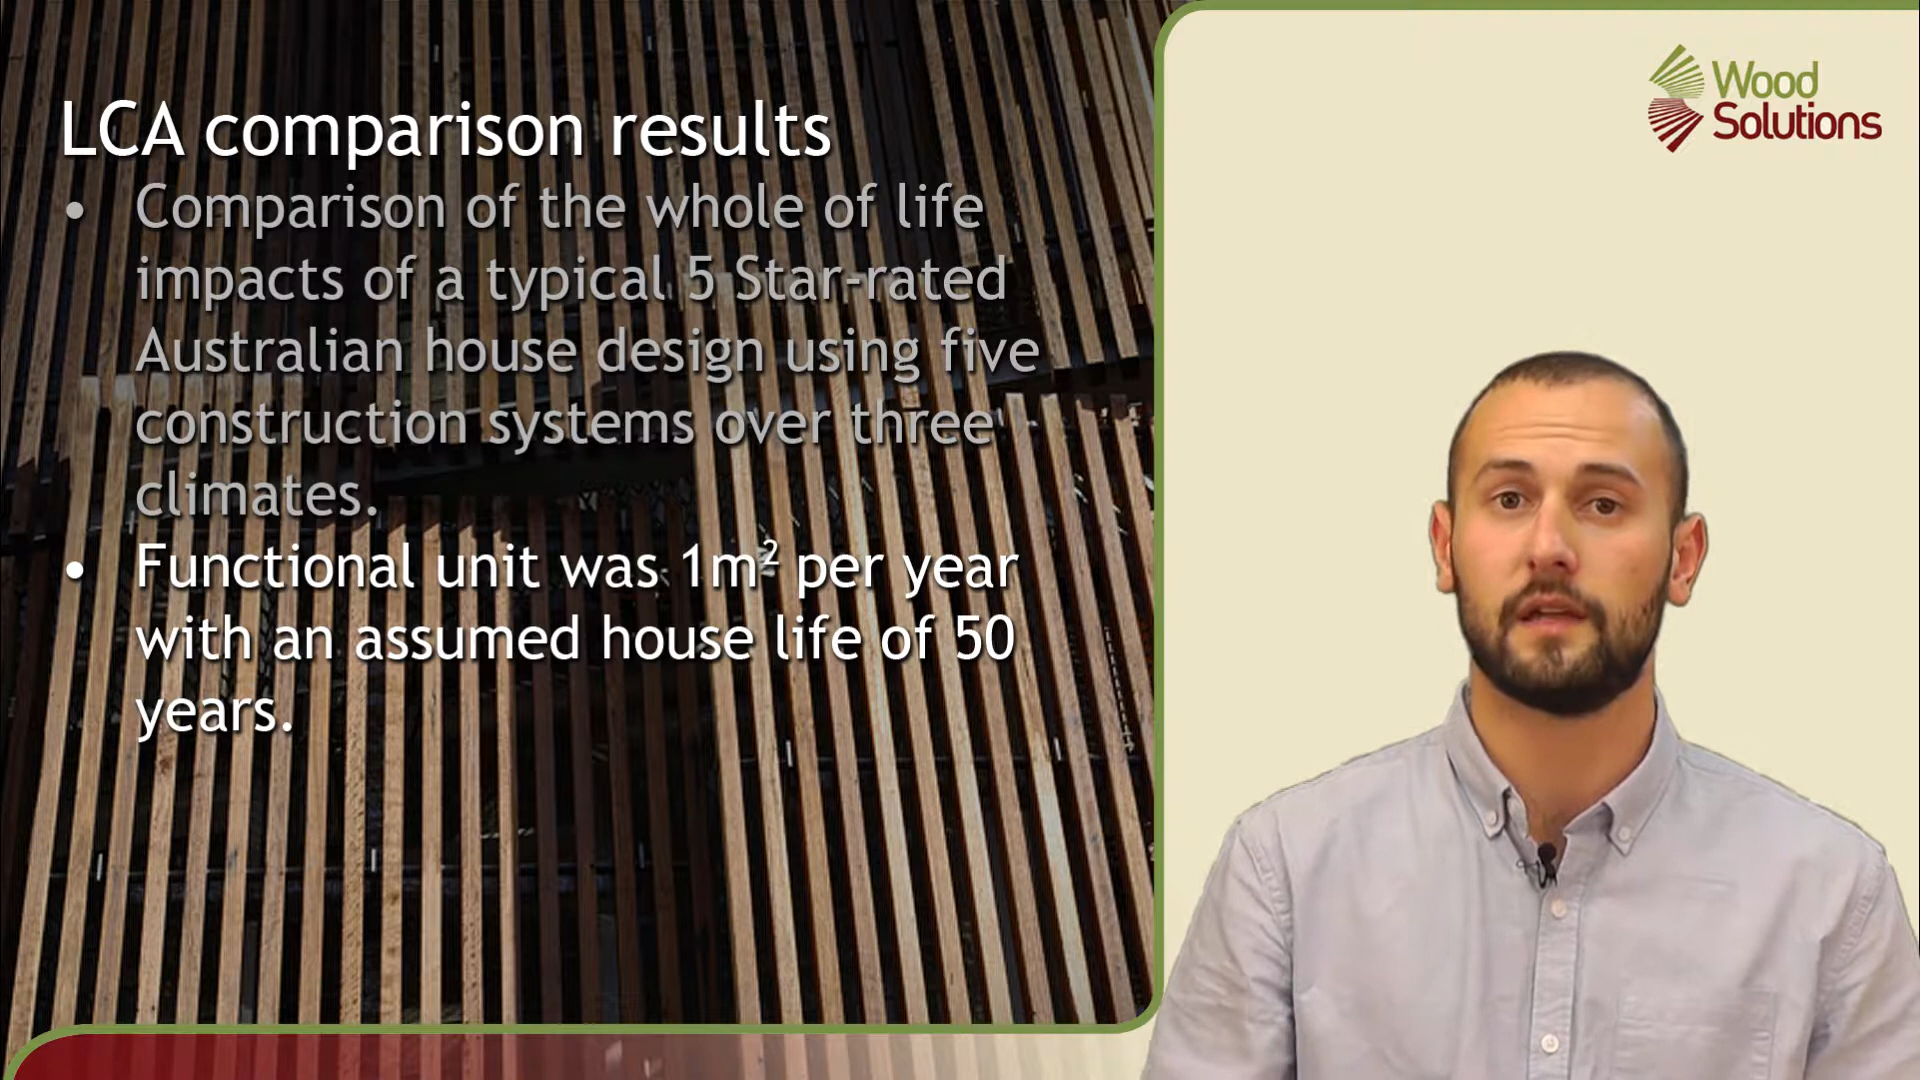 LCA comparison results
• Comparison of the whole of life
impacts of a typical 5 Star-rated
Australian house design using five
construction systems over three
climates.
• Functional unit was 1m² per year
with an assumed house life of 50
years.
Wood
Solutions